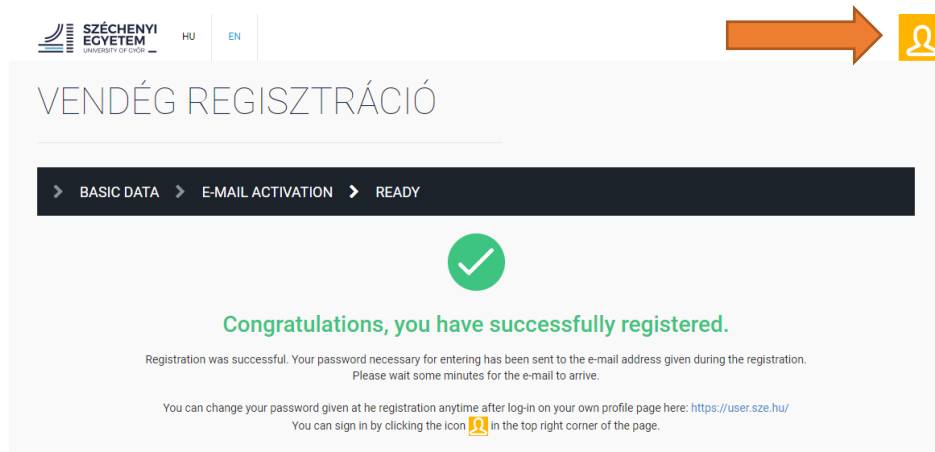 SZÉCHENYI
EGYETEM
UNIVERSITY OF GYŐR
HU EN
VENDÉG REGISZTRÁCIÓ
BASIC DATA E-MAIL ACTIVATION READY
Congratulations, you have successfully registered.
Registration was successful. Your password necessary for entering has been sent to the e-mail address given during the registration.
Please wait some minutes for the e-mail to arrive.
You can change your password given at he registration anytime after log-in on your own profile page here: https://user.sze.hu/
You can sign in by clicking the icon in the top right corner of the page.